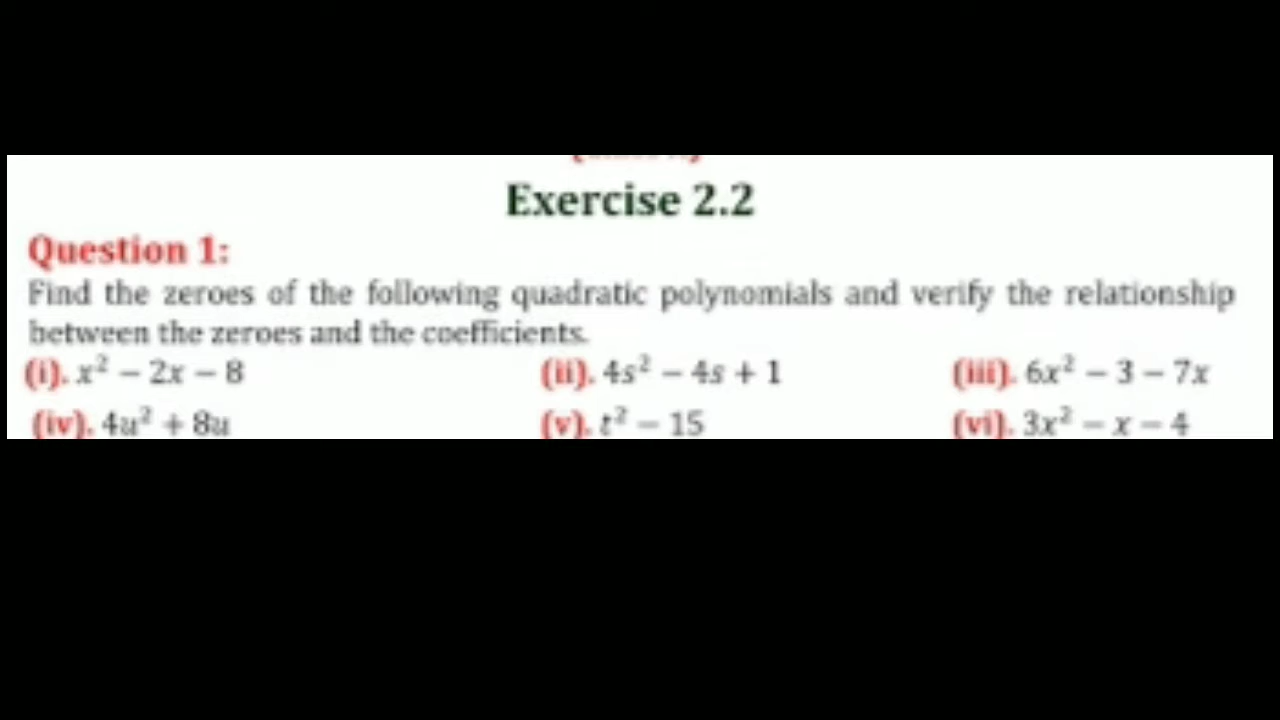 Exercise 2.2
Question 1:
Find the zeroes of the following quadratic polynomials and verify the relationship
between the zeroes and the coefficients.
(i). x² – 2x – 8 (ii). 4s² – 4s + 1 (iii). 6x² – 3 – 7x
(iv). 4u² + 8u (v). t² – 15 (vi). 3x² – x – 4